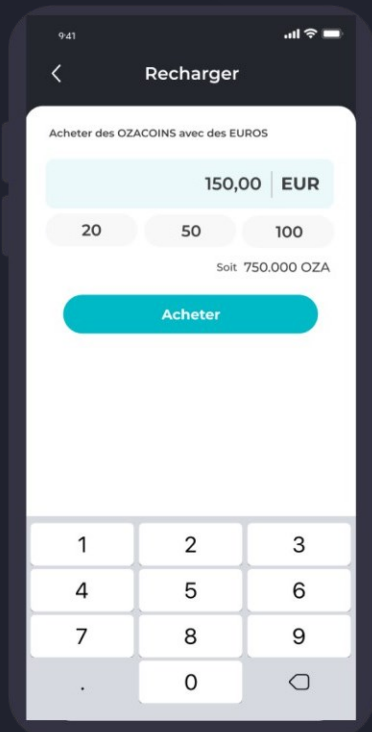 9:41
Recharger
Acheter des OZACOINS avec des EUROS
150,00 EUR
20 50 100
Soit 750.000 OZA
Acheter
1 2 3
4 5 6
7 8 9
. 0